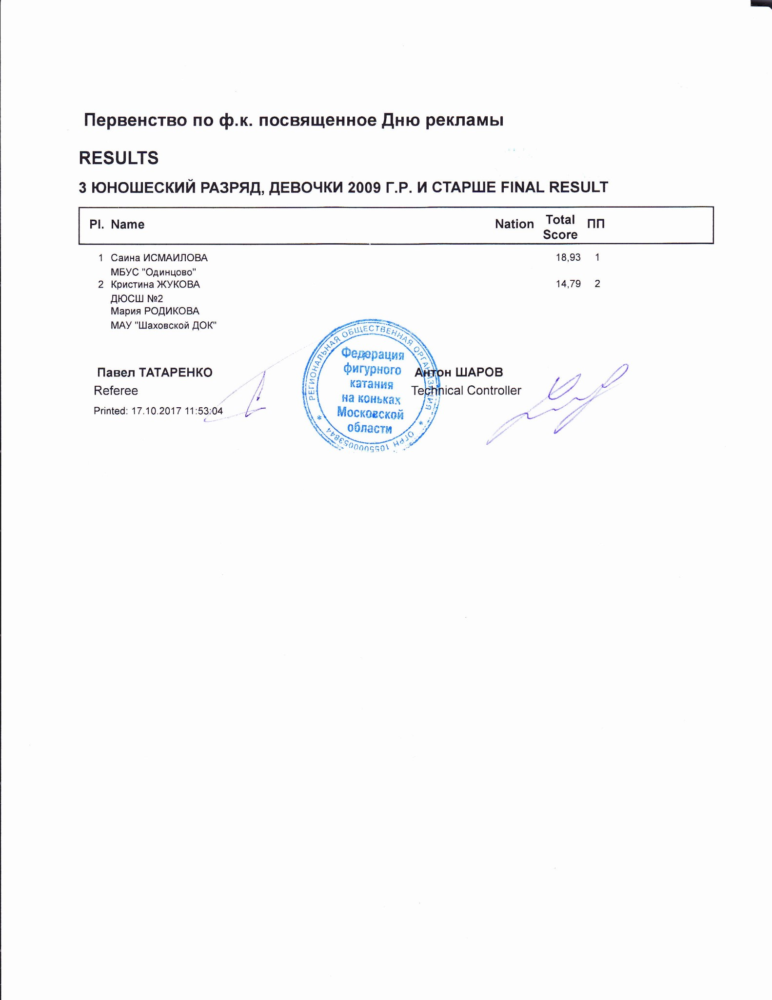 Первенство по ф.к. посвященное Дню рекламы
RESULTS
3 ЮНОШЕСКИЙ РАЗРЯД, ДЕВОЧКИ 2009 Г.Р. И СТАРШЕ FINAL RESULT
Pl. Name Nation Total Score ПП
1 Саина ИСМАИЛОВА 18,93 1
МБУС "Одинцово"
2 Кристина ЖУКОВА 14,79 2
ДЮСШ №2
Мария РОДИКОВА
МАУ "Шаховской ДОК"
Павел ТАТАРЕНКО
Referee
Printed: 17.10.2017 11:53:04
РЕГИОНАЛЬНАЯ ОБЩЕСТВЕННАЯ ОРГАНИЗАЦИЯ
Федерация
фигурного
катания
на коньках
Московской
области
* ОГРН 1055000053844 *
Антон ШАРОВ
Technical Controller